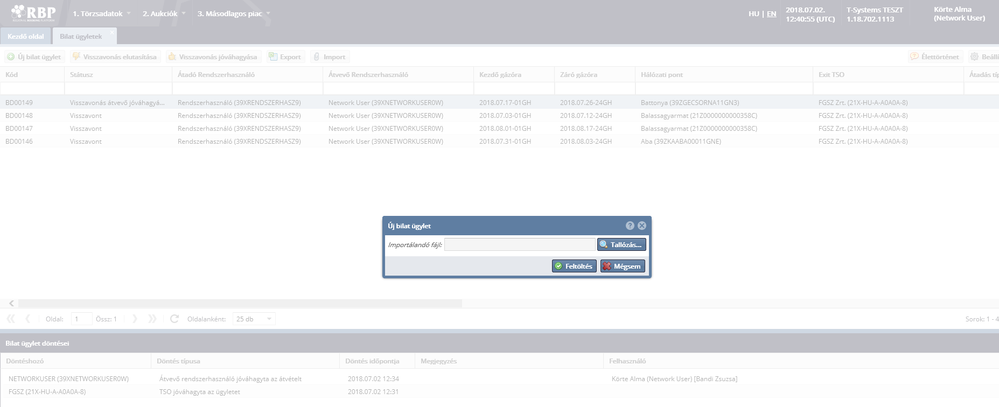 RBP
REGIONAL BOOKING PLATFORM
1. Törzsadatok 2. Aukciók 3. Másodlagos piac
HU | EN
2018.07.02.
12:40:55 (UTC)
T-Systems TESZT
1.18.702.1113
Körte Alma
(Network User)
Kezdő oldal Bilat ügyletek
Új bilat ügylet Visszavonás elutasítása Visszavonás jóváhagyása Export Import Élettörténet Beállí
Kód Státusz Átadó Rendszerhasználó Átvevő Rendszerhasználó Kezdő gázóra Záró gázóra Hálózati pont Exit TSO Átadás típ
BD00149 Visszavonás átvevő jóváhagyá... Rendszerhasználó (39XRENDSZERHASZ9) Network User (39XNETWORKUSER0W) 2018.07.17-01GH 2018.07.26-24GH Battonya (39ZGECSORNA11GN3) FGSZ Zrt. (21X-HU-A-A0A0A-8)
BD00148 Visszavont Rendszerhasználó (39XRENDSZERHASZ9) Network User (39XNETWORKUSER0W) 2018.07.03-01GH 2018.07.12-24GH Balassagyarmat (21Z0000000000358C) FGSZ Zrt. (21X-HU-A-A0A0A-8)
BD00147 Visszavont Rendszerhasználó (39XRENDSZERHASZ9) Network User (39XNETWORKUSER0W) 2018.08.01-01GH 2018.08.17-24GH Balassagyarmat (21Z0000000000358C) FGSZ Zrt. (21X-HU-A-A0A0A-8)
BD00146 Visszavont Rendszerhasználó (39XRENDSZERHASZ9) Network User (39XNETWORKUSER0W) 2018.07.31-01GH 2018.08.03-24GH Aba (39ZKAABA00011GNE) FGSZ Zrt. (21X-HU-A-A0A0A-8)
Új bilat ügylet
Importálandó fájl: Tallózás...
Feltöltés Mégsem
Oldal: 1 Össz: 1 Oldalanként: 25 db Sorok: 1 - 4
Bilat ügylet döntései
Döntéshozó Döntés típusa Döntés időpontja Megjegyzés Felhasználó
NETWORKUSER (39XNETWORKUSER0W) Átvevő rendszerhasználó jóváhagyta az átvételt 2018.07.02 12:34 Körte Alma (Network User) [Bandi Zsuzsa]
FGSZ (21X-HU-A-A0A0A-8) TSO jóváhagyta az ügyletet 2018.07.02 12:31